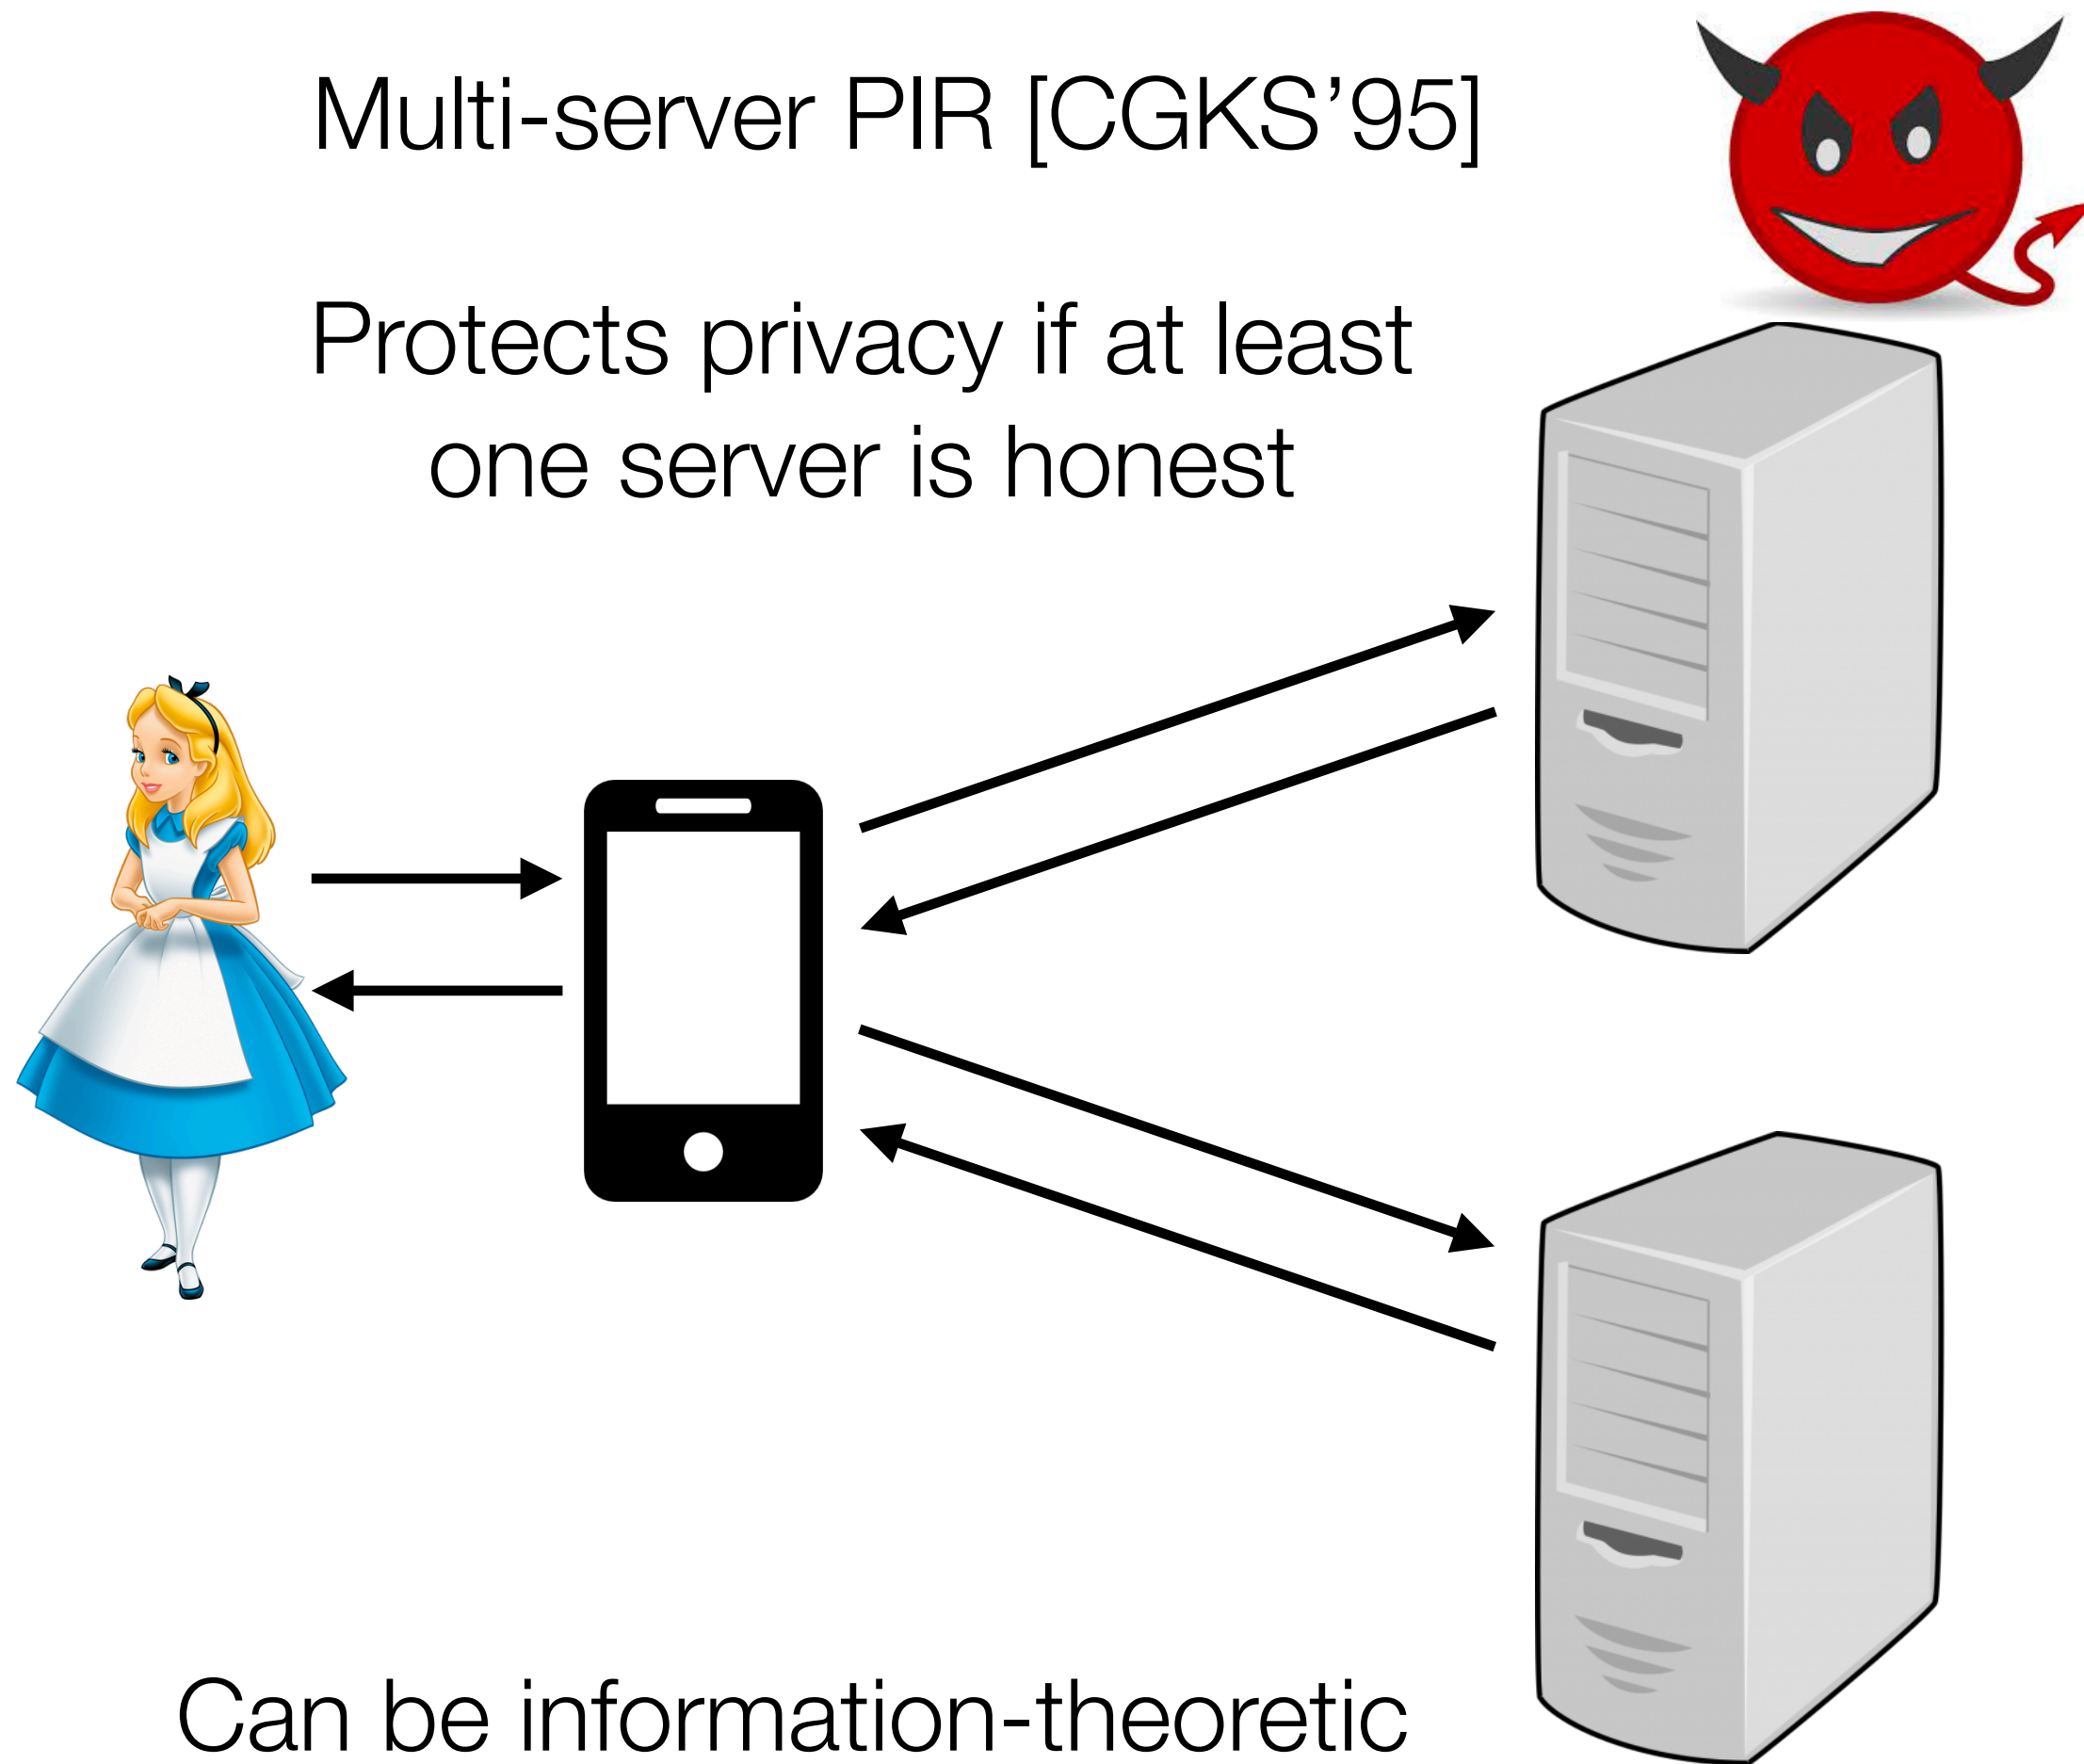 Multi-server PIR [CGKS’95]
Protects privacy if at least
one server is honest
Can be information-theoretic